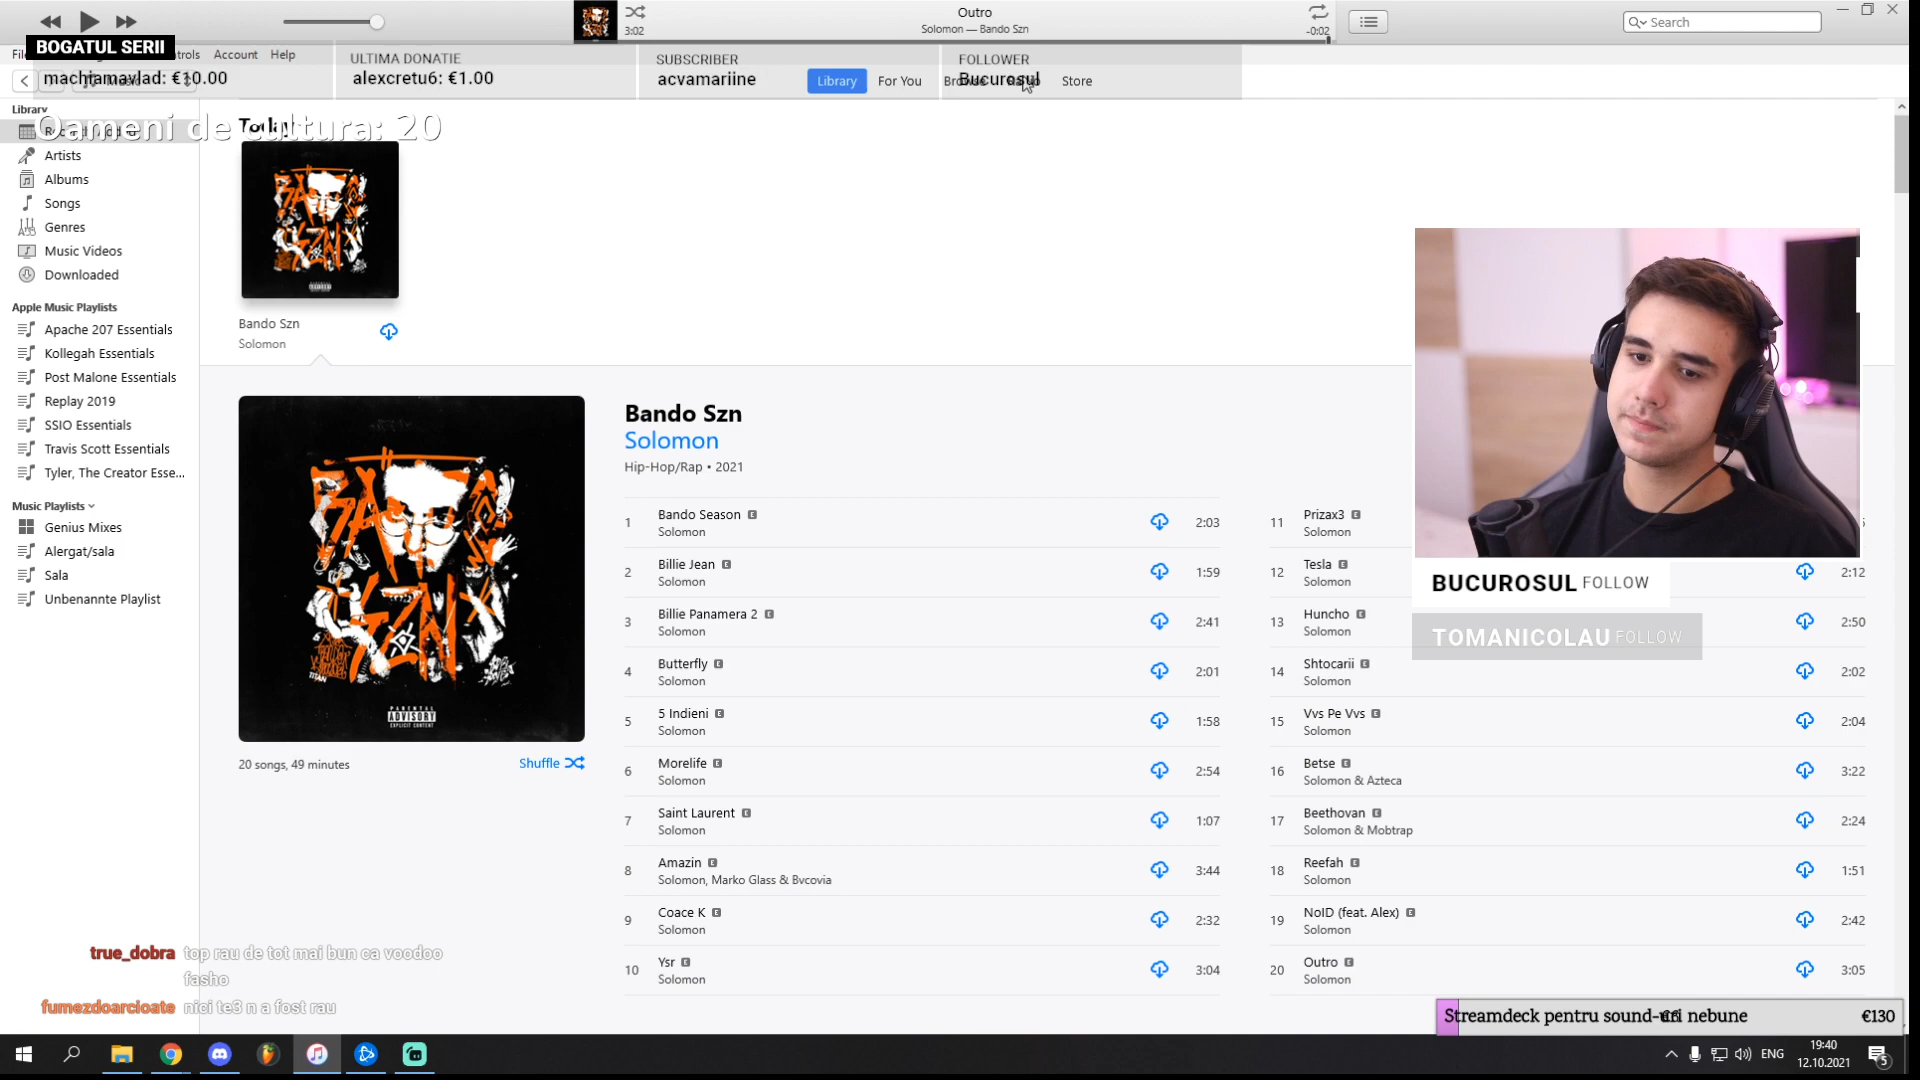 Outro
Solomon — Bando Szn
3:02
-0:02
Search
BOGATUL SERII
machiamavlad: €10.00
ULTIMA DONATIE
alexcretu6: €1.00
SUBSCRIBER
acvamariine
FOLLOWER
Bucurosul
Account
Help
Library
For You
Store
Oameni de cultura: 20
Library
Artists
Albums
Songs
Genres
Music Videos
Downloaded
Apple Music Playlists
Apache 207 Essentials
Kollegah Essentials
Post Malone Essentials
Replay 2019
SSIO Essentials
Travis Scott Essentials
Tyler, The Creator Esse...
Music Playlists
Genius Mixes
Alergat/sala
Sala
Unbenannte Playlist
Today
Bando Szn
Solomon
PARENTAL
ADVISORY
EXPLICIT CONTENT
20 songs, 49 minutes
Shuffle
Bando Szn
Solomon
Hip-Hop/Rap • 2021
1 Bando Season E 2:03
Solomon
2 Billie Jean E 1:59
Solomon
3 Billie Panamera 2 E 2:41
Solomon
4 Butterfly E 2:01
Solomon
5 5 Indieni E 1:58
Solomon
6 Morelife E 2:54
Solomon
7 Saint Laurent E 1:07
Solomon
8 Amazin E 3:44
Solomon, Marko Glass & Bvcovia
9 Coace K E 2:32
Solomon
10 Ysr E 3:04
Solomon
11 Prizax3 E
Solomon
12 Tesla E 2:12
Solomon
13 Huncho E 2:50
Solomon
14 Shtocarii E 2:02
Solomon
15 Vvs Pe Vvs E 2:04
Solomon
16 Betse E 3:22
Solomon & Azteca
17 Beethovan E 2:24
Solomon & Mobtrap
18 Reefah E 1:51
Solomon
19 NoID (feat. Alex) E 2:42
Solomon
20 Outro E 3:05
Solomon
BUCUROSUL FOLLOW
TOMANICOLAU FOLLOW
true_dobra top rau de tot mai bun ca voodoo
fasho
fumezdoarcioate nici te3 n a fost rau
Streamdeck pentru sound-uri nebune €130
ENG
19:40
12.10.2021
5